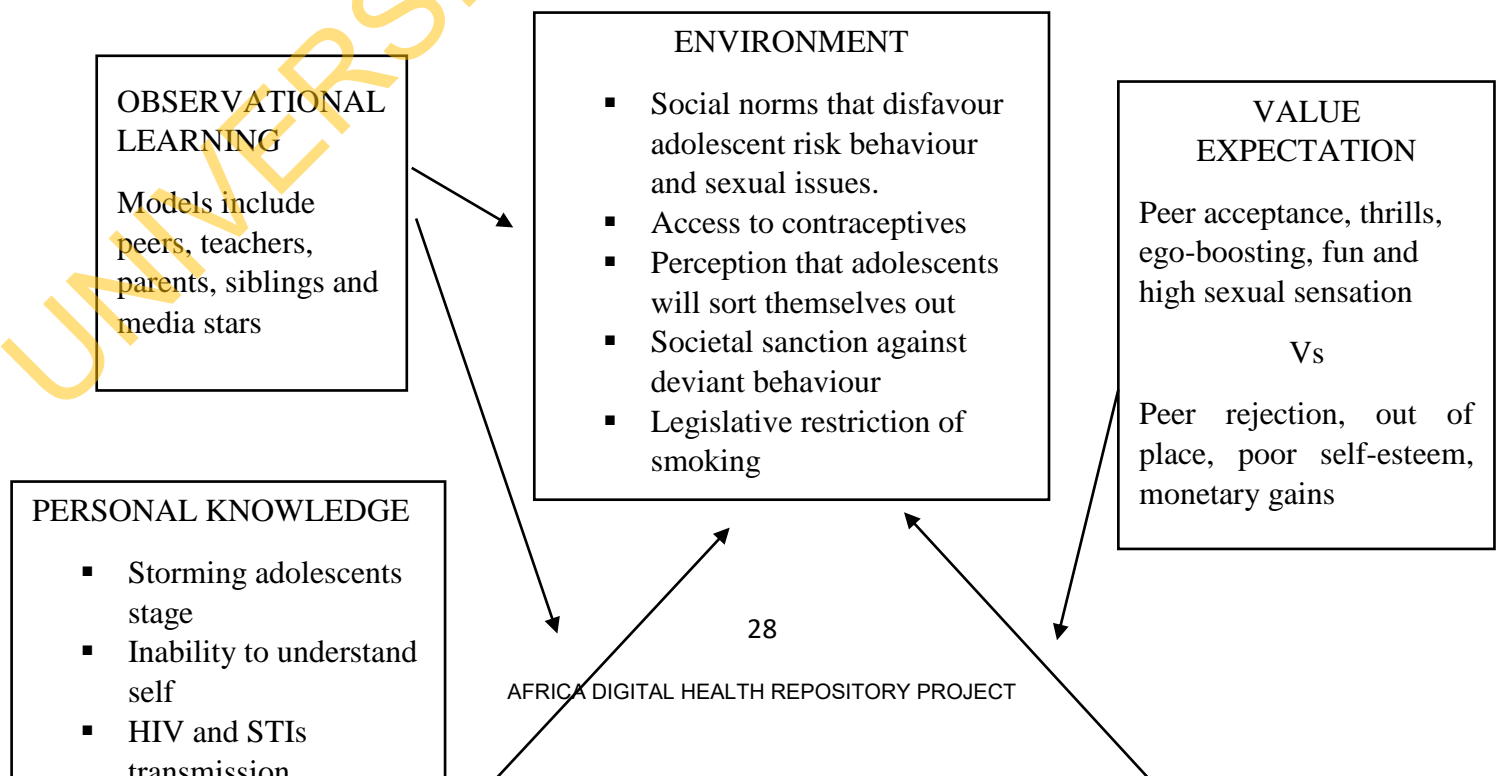 OBSERVATIONAL
LEARNING
Models include
peers, teachers,
parents, siblings and
media stars
ENVIRONMENT
▪ Social norms that disfavour
adolescent risk behaviour
and sexual issues.
▪ Access to contraceptives
▪ Perception that adolescents
will sort themselves out
▪ Societal sanction against
deviant behaviour
▪ Legislative restriction of
smoking
VALUE
EXPECTATION
Peer acceptance, thrills,
ego-boosting, fun and
high sexual sensation
Vs
Peer rejection, out of
place, poor self-esteem,
monetary gains
PERSONAL KNOWLEDGE
▪ Storming adolescents
stage
▪ Inability to understand
self
▪ HIV and STIs
transmission
28
AFRICA DIGITAL HEALTH REPOSITORY PROJECT